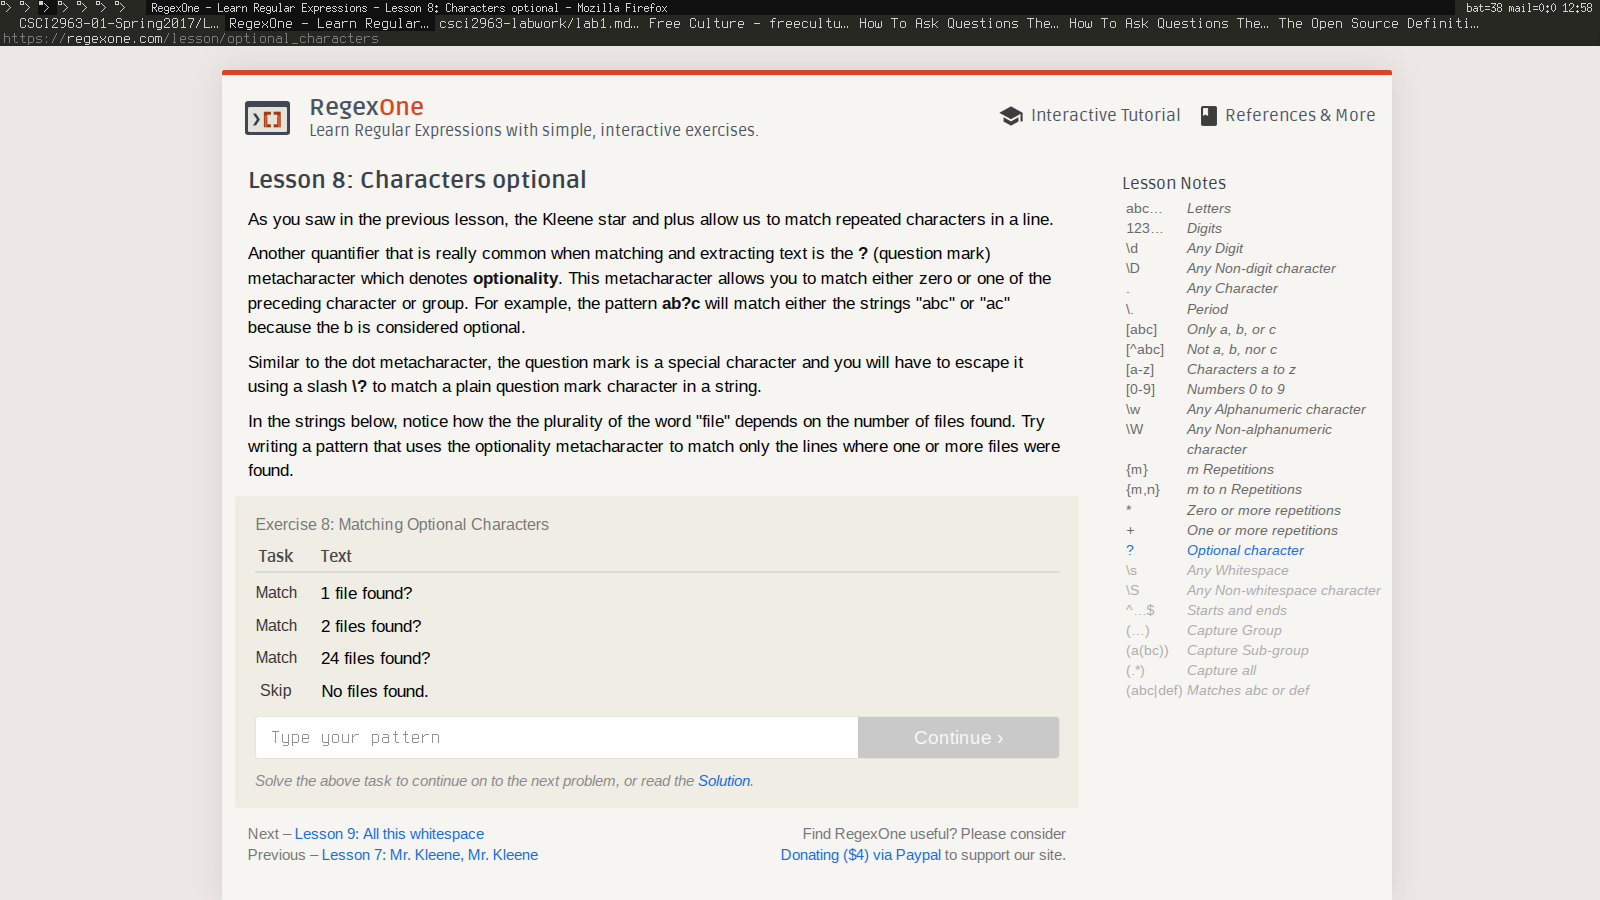 RegexOne - Learn Regular Expressions - Lesson 8: Characters optional - Mozilla Firefox
bat=38 mail=0;0 12:58
CSCI2963-01-Spring2017/L… RegexOne - Learn Regular… csci2963-labwork/lab1.md… Free Culture - freecultu… How To Ask Questions The… How To Ask Questions The… The Open Source Definiti…
https://regexone.com/lesson/optional_characters
RegexOne
Learn Regular Expressions with simple, interactive exercises.
Interactive Tutorial
References & More
Lesson 8: Characters optional
As you saw in the previous lesson, the Kleene star and plus allow us to match repeated characters in a line.
Another quantifier that is really common when matching and extracting text is the ? (question mark)
metacharacter which denotes optionality. This metacharacter allows you to match either zero or one of the
preceding character or group. For example, the pattern ab?c will match either the strings "abc" or "ac"
because the b is considered optional.
Similar to the dot metacharacter, the question mark is a special character and you will have to escape it
using a slash \? to match a plain question mark character in a string.
In the strings below, notice how the the plurality of the word "file" depends on the number of files found. Try
writing a pattern that uses the optionality metacharacter to match only the lines where one or more files were
found.
Exercise 8: Matching Optional Characters
Task Text
Match 1 file found?
Match 2 files found?
Match 24 files found?
Skip No files found.
Type your pattern
Continue ›
Solve the above task to continue on to the next problem, or read the Solution.
Next – Lesson 9: All this whitespace
Previous – Lesson 7: Mr. Kleene, Mr. Kleene
Find RegexOne useful? Please consider
Donating ($4) via Paypal to support our site.
Lesson Notes
abc… Letters
123… Digits
\d Any Digit
\D Any Non-digit character
. Any Character
\. Period
[abc] Only a, b, or c
[^abc] Not a, b, nor c
[a-z] Characters a to z
[0-9] Numbers 0 to 9
\w Any Alphanumeric character
\W Any Non-alphanumeric
character
{m} m Repetitions
{m,n} m to n Repetitions
* Zero or more repetitions
+ One or more repetitions
? Optional character
\s Any Whitespace
\S Any Non-whitespace character
^…$ Starts and ends
(…) Capture Group
(a(bc)) Capture Sub-group
(.*) Capture all
(abc|def) Matches abc or def